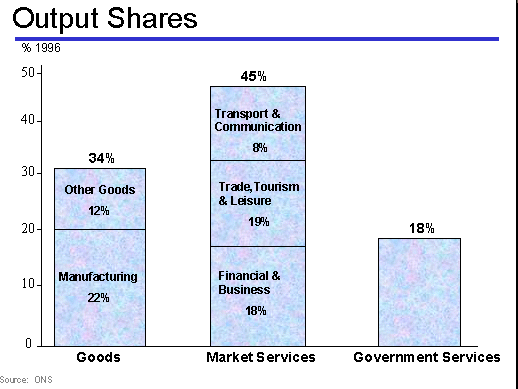 Output Shares
% 1996
50
40
30
20
10
0
34%
Other Goods
12%
Manufacturing
22%
45%
Transport &
Communication
8%
Trade,Tourism
& Leisure
19%
Financial &
Business
18%
18%
Goods
Market Services
Government Services
Source: ONS